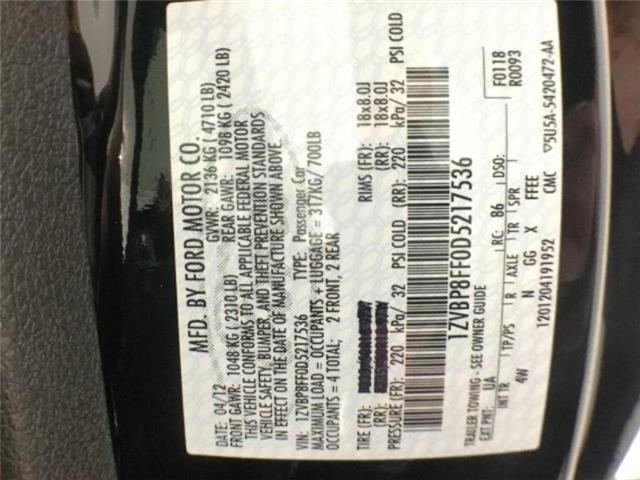 MFD. BY FORD MOTOR CO.
DATE: 04/12 GVWR: 2136 KG ( 4710 LB)
FRONT GAWR: 1048 KG ( 2310 LB) REAR GAWR: 1098 KG ( 2420 LB)
THIS VEHICLE CONFORMS TO ALL APPLICABLE FEDERAL MOTOR
VEHICLE SAFETY, BUMPER, AND THEFT PREVENTION STANDARDS
IN EFFECT ON THE DATE OF MANUFACTURE SHOWN ABOVE.
VIN: 1ZVBP8FF0D5217536 TYPE: Passenger Car
MAXIMUM LOAD = OCCUPANTS + LUGGAGE = 317KG/ 700LB
OCCUPANTS = 4 TOTAL; 2 FRONT, 2 REAR
TIRE (FR): RIMS (FR): 18x8.0J
(RR): 18x8.0J
PRESSURE (FR): 220 kPa/ 32 PSI COLD (RR): 220 kPa/ 32 PSI COLD
1ZVBP8FF0D5217536
TRAILER TOWING - SEE OWNER GUIDE
EXT PNT: UA RC: 86 DSO: F0118
R0093
INT TR TP/PS R AXLE TR SPR
4W N GG X FFEE
1201204191952 CMC 5U5A-5420472-AA